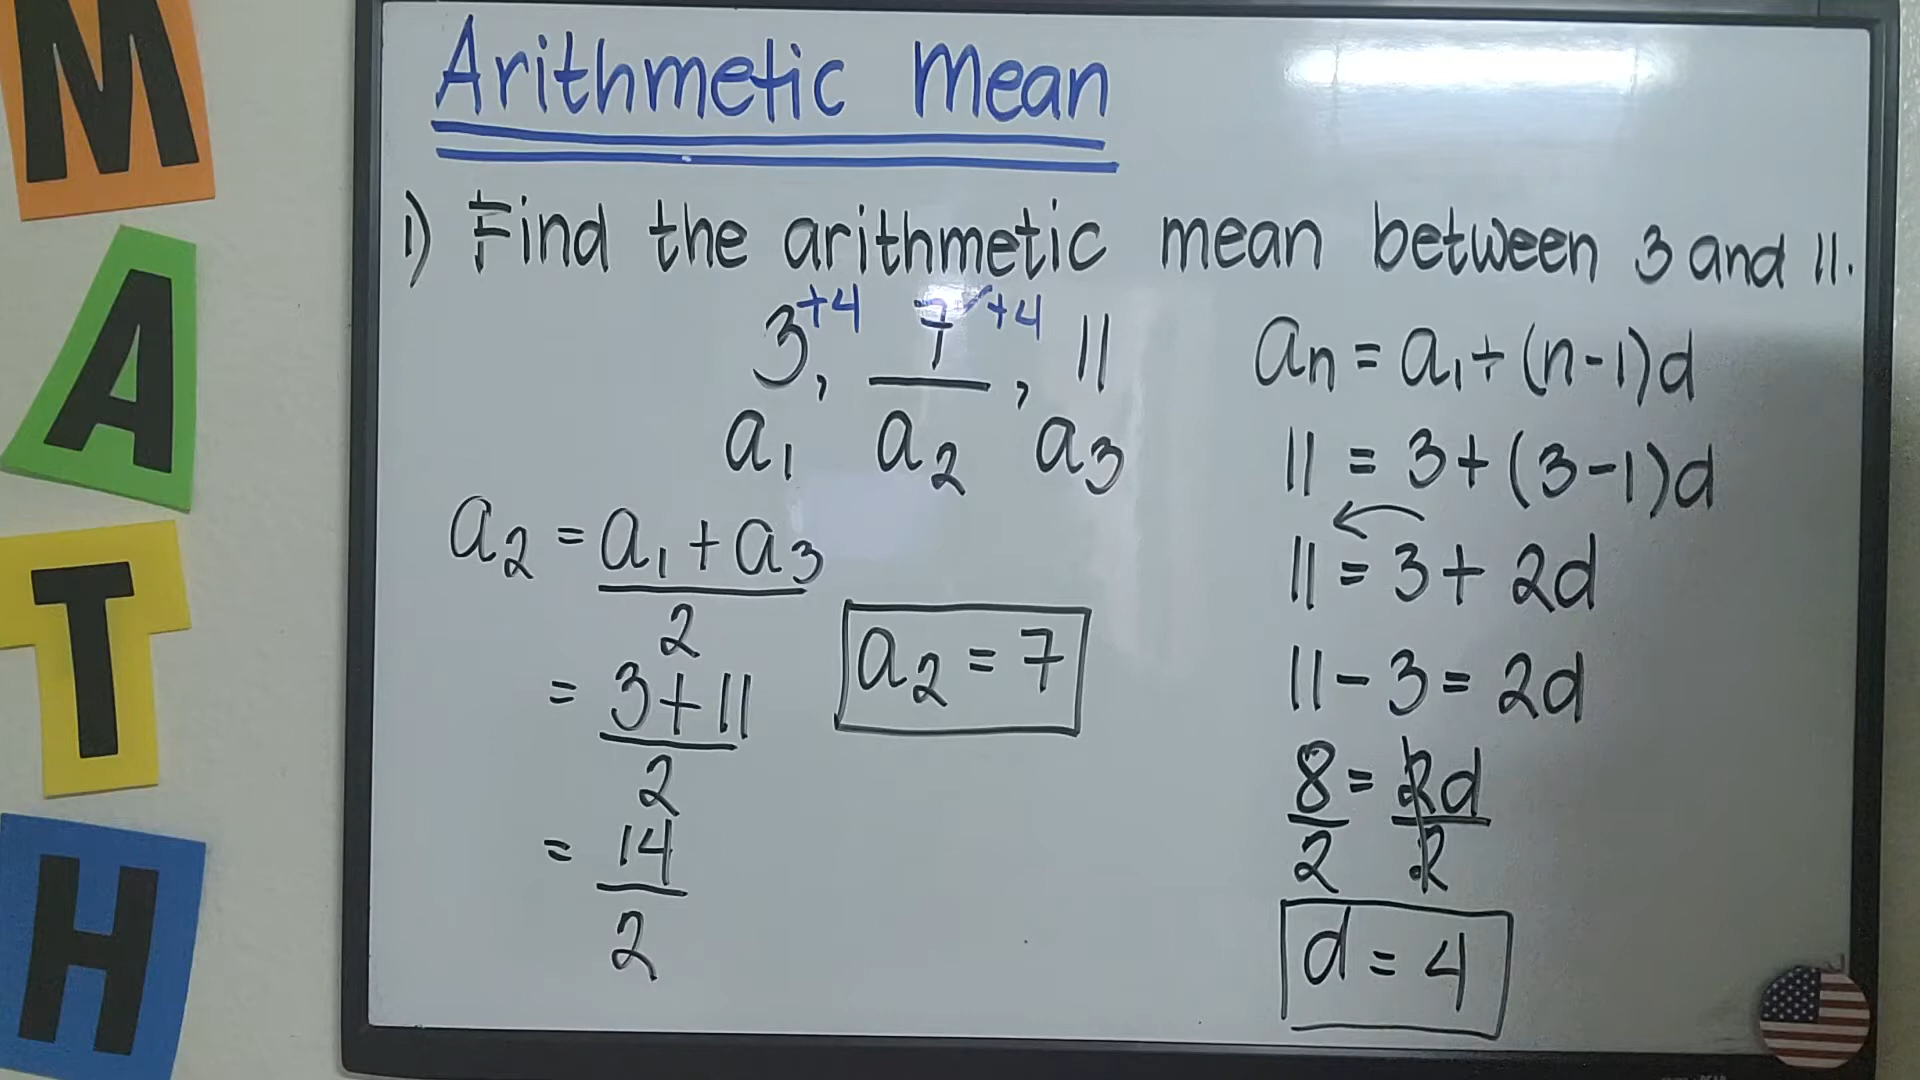 M
A
T
H
Arithmetic Mean
1) Find the arithmetic mean between 3 and 11.
3, +4 7 +4, 11
a₁ a₂ a₃
a₂ = a₁ + a₃
2
= 3 + 11
2
= 14
2
a₂ = 7
aₙ = a₁ + (n-1)d
11 = 3 + (3-1)d
11 = 3 + 2d
11 - 3 = 2d
8 = 2d
2 2
d = 4